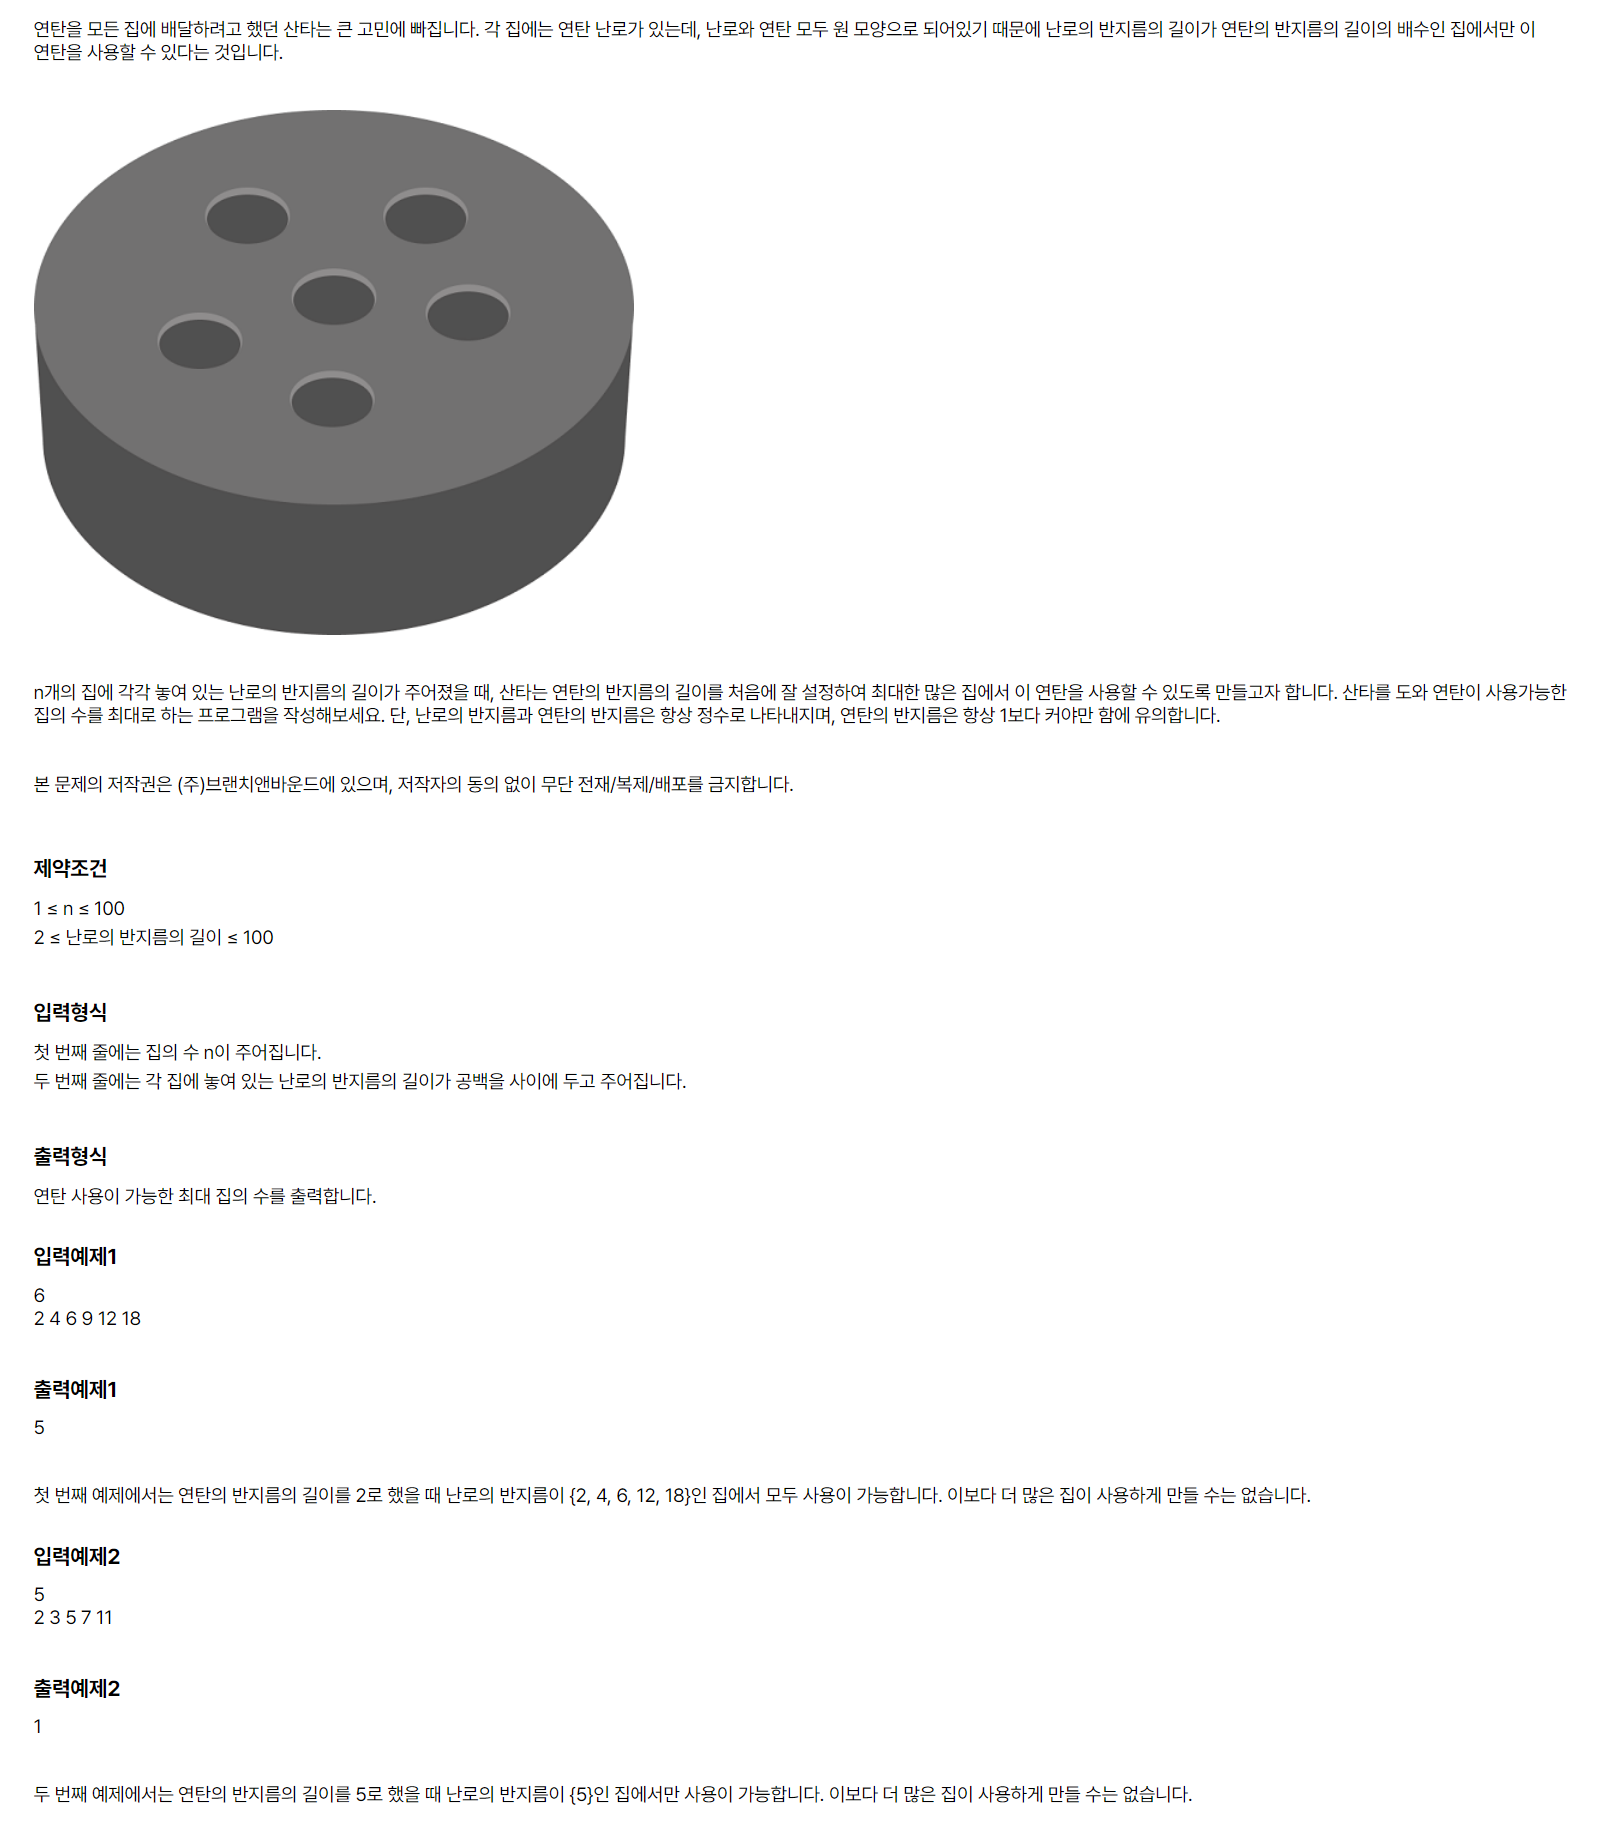 연탄을 모든 집에 배달하려고 했던 산타는 큰 고민에 빠집니다. 각 집에는 연탄 난로가 있는데, 난로와 연탄 모두 원 모양으로 되어있기 때문에 난로의 반지름의 길이가 연탄의 반지름의 길이의 배수인 집에서만 이
연탄을 사용할 수 있다는 것입니다.
n개의 집에 각각 놓여 있는 난로의 반지름의 길이가 주어졌을 때, 산타는 연탄의 반지름의 길이를 처음에 잘 설정하여 최대한 많은 집에서 이 연탄을 사용할 수 있도록 만들고자 합니다. 산타를 도와 연탄이 사용가능한
집의 수를 최대로 하는 프로그램을 작성해보세요. 단, 난로의 반지름과 연탄의 반지름은 항상 정수로 나타내지며, 연탄의 반지름은 항상 1보다 커야만 함에 유의합니다.
본 문제의 저작권은 (주)브랜치앤바운드에 있으며, 저작자의 동의 없이 무단 전재/복제/배포를 금지합니다.
제약조건
1 ≤ n ≤ 100
2 ≤ 난로의 반지름의 길이 ≤ 100
입력형식
첫 번째 줄에는 집의 수 n이 주어집니다.
두 번째 줄에는 각 집에 놓여 있는 난로의 반지름의 길이가 공백을 사이에 두고 주어집니다.
출력형식
연탄 사용이 가능한 최대 집의 수를 출력합니다.
입력예제1
6
2 4 6 9 12 18
출력예제1
5
첫 번째 예제에서는 연탄의 반지름의 길이를 2로 했을 때 난로의 반지름이 {2, 4, 6, 12, 18}인 집에서 모두 사용이 가능합니다. 이보다 더 많은 집이 사용하게 만들 수는 없습니다.
입력예제2
5
2 3 5 7 11
출력예제2
1
두 번째 예제에서는 연탄의 반지름의 길이를 5로 했을 때 난로의 반지름이 {5}인 집에서만 사용이 가능합니다. 이보다 더 많은 집이 사용하게 만들 수는 없습니다.